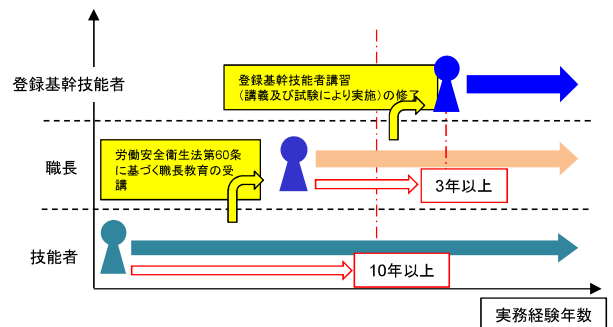 登録基幹技能者
登録基幹技能者講習
(講義及び試験により実施)の修了
職長
労働安全衛生法第60条
に基づく職長教育の受
講
3年以上
技能者
10年以上
実務経験年数